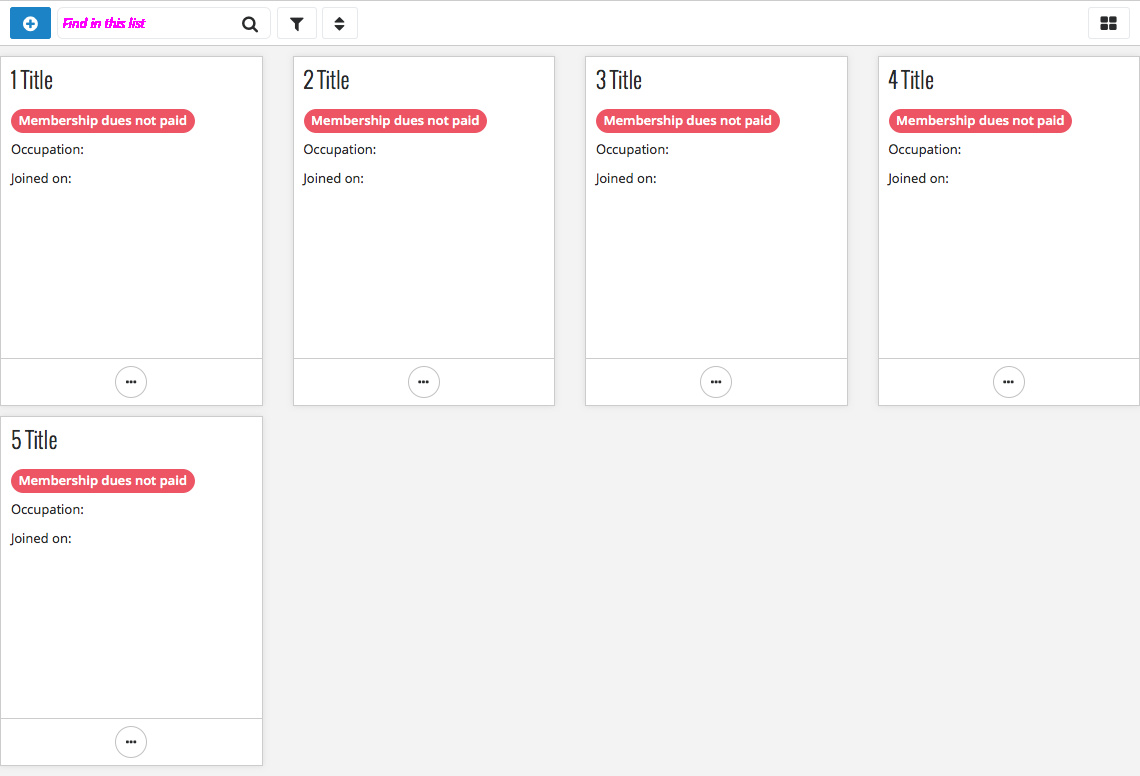 Find in this list
1 Title
Membership dues not paid
Occupation:
Joined on:
2 Title
Membership dues not paid
Occupation:
Joined on:
3 Title
Membership dues not paid
Occupation:
Joined on:
4 Title
Membership dues not paid
Occupation:
Joined on:
5 Title
Membership dues not paid
Occupation:
Joined on: